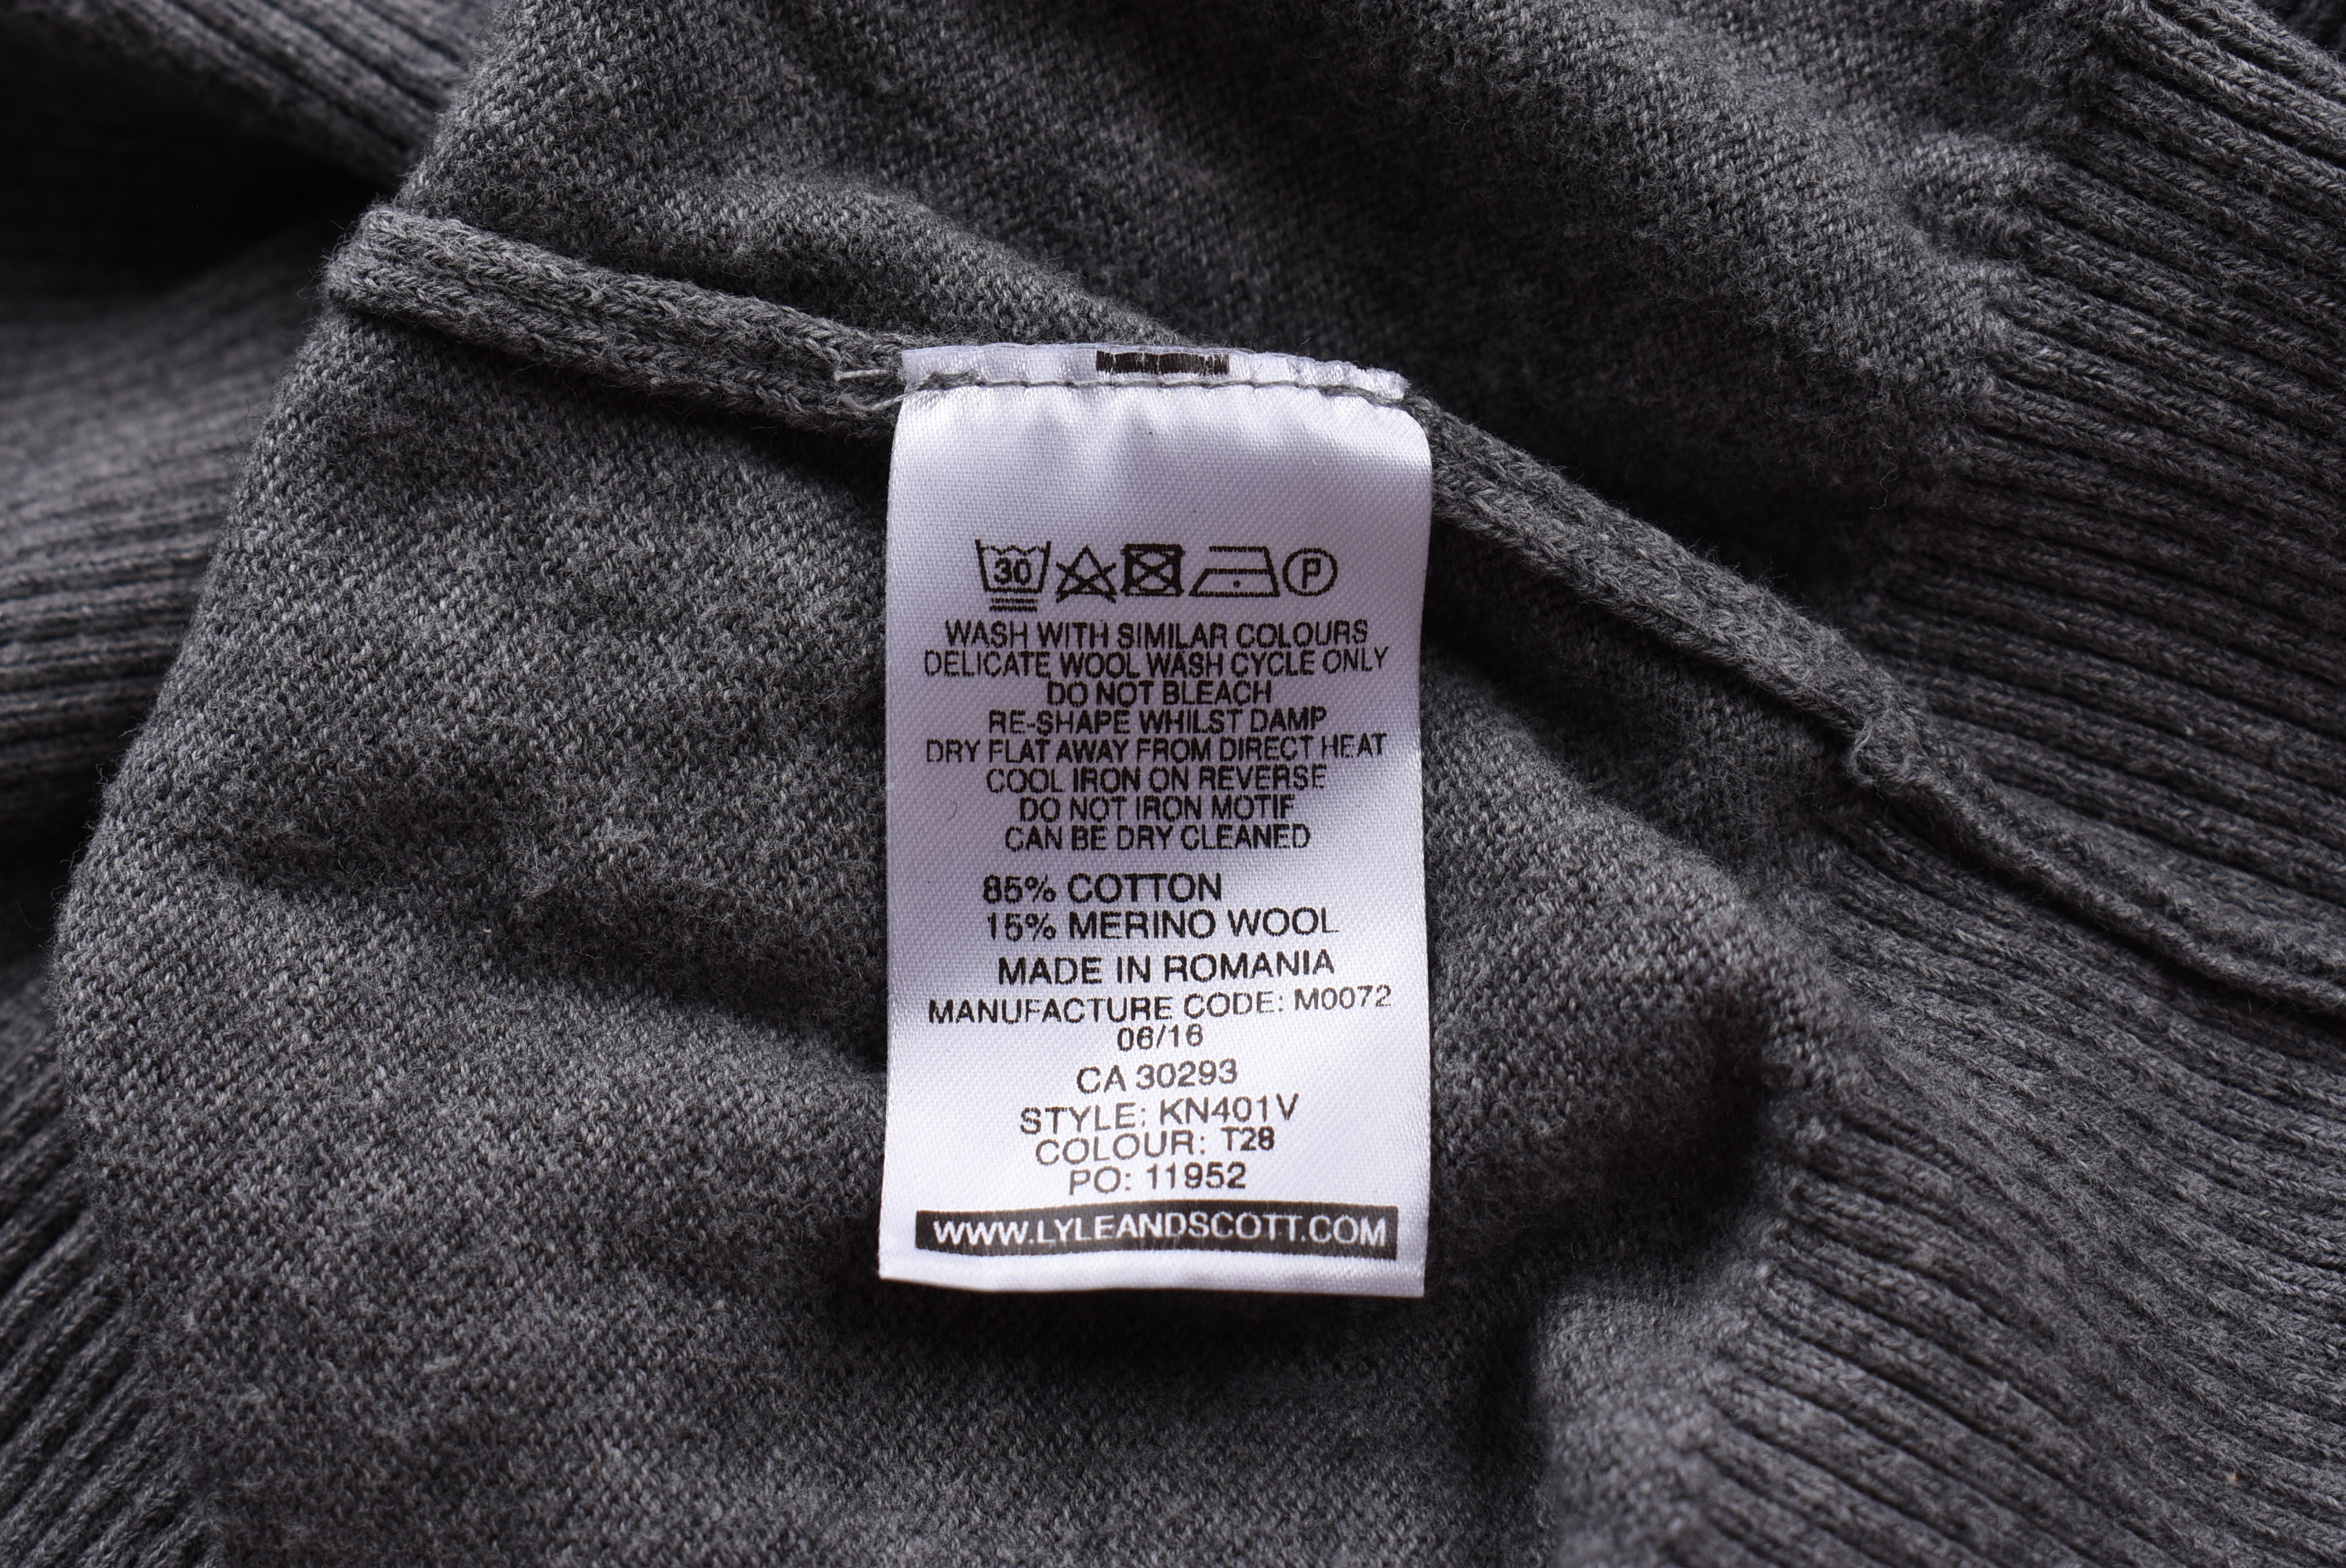 30 P
WASH WITH SIMILAR COLOURS
DELICATE WOOL WASH CYCLE ONLY
DO NOT BLEACH
RE-SHAPE WHILST DAMP
DRY FLAT AWAY FROM DIRECT HEAT
COOL IRON ON REVERSE
DO NOT IRON MOTIF
CAN BE DRY CLEANED
85% COTTON
15% MERINO WOOL
MADE IN ROMANIA
MANUFACTURE CODE: M0072
06/16
CA 30293
STYLE: KN401V
COLOUR: T28
PO: 11952
WWW.LYLEANDSCOTT.COM